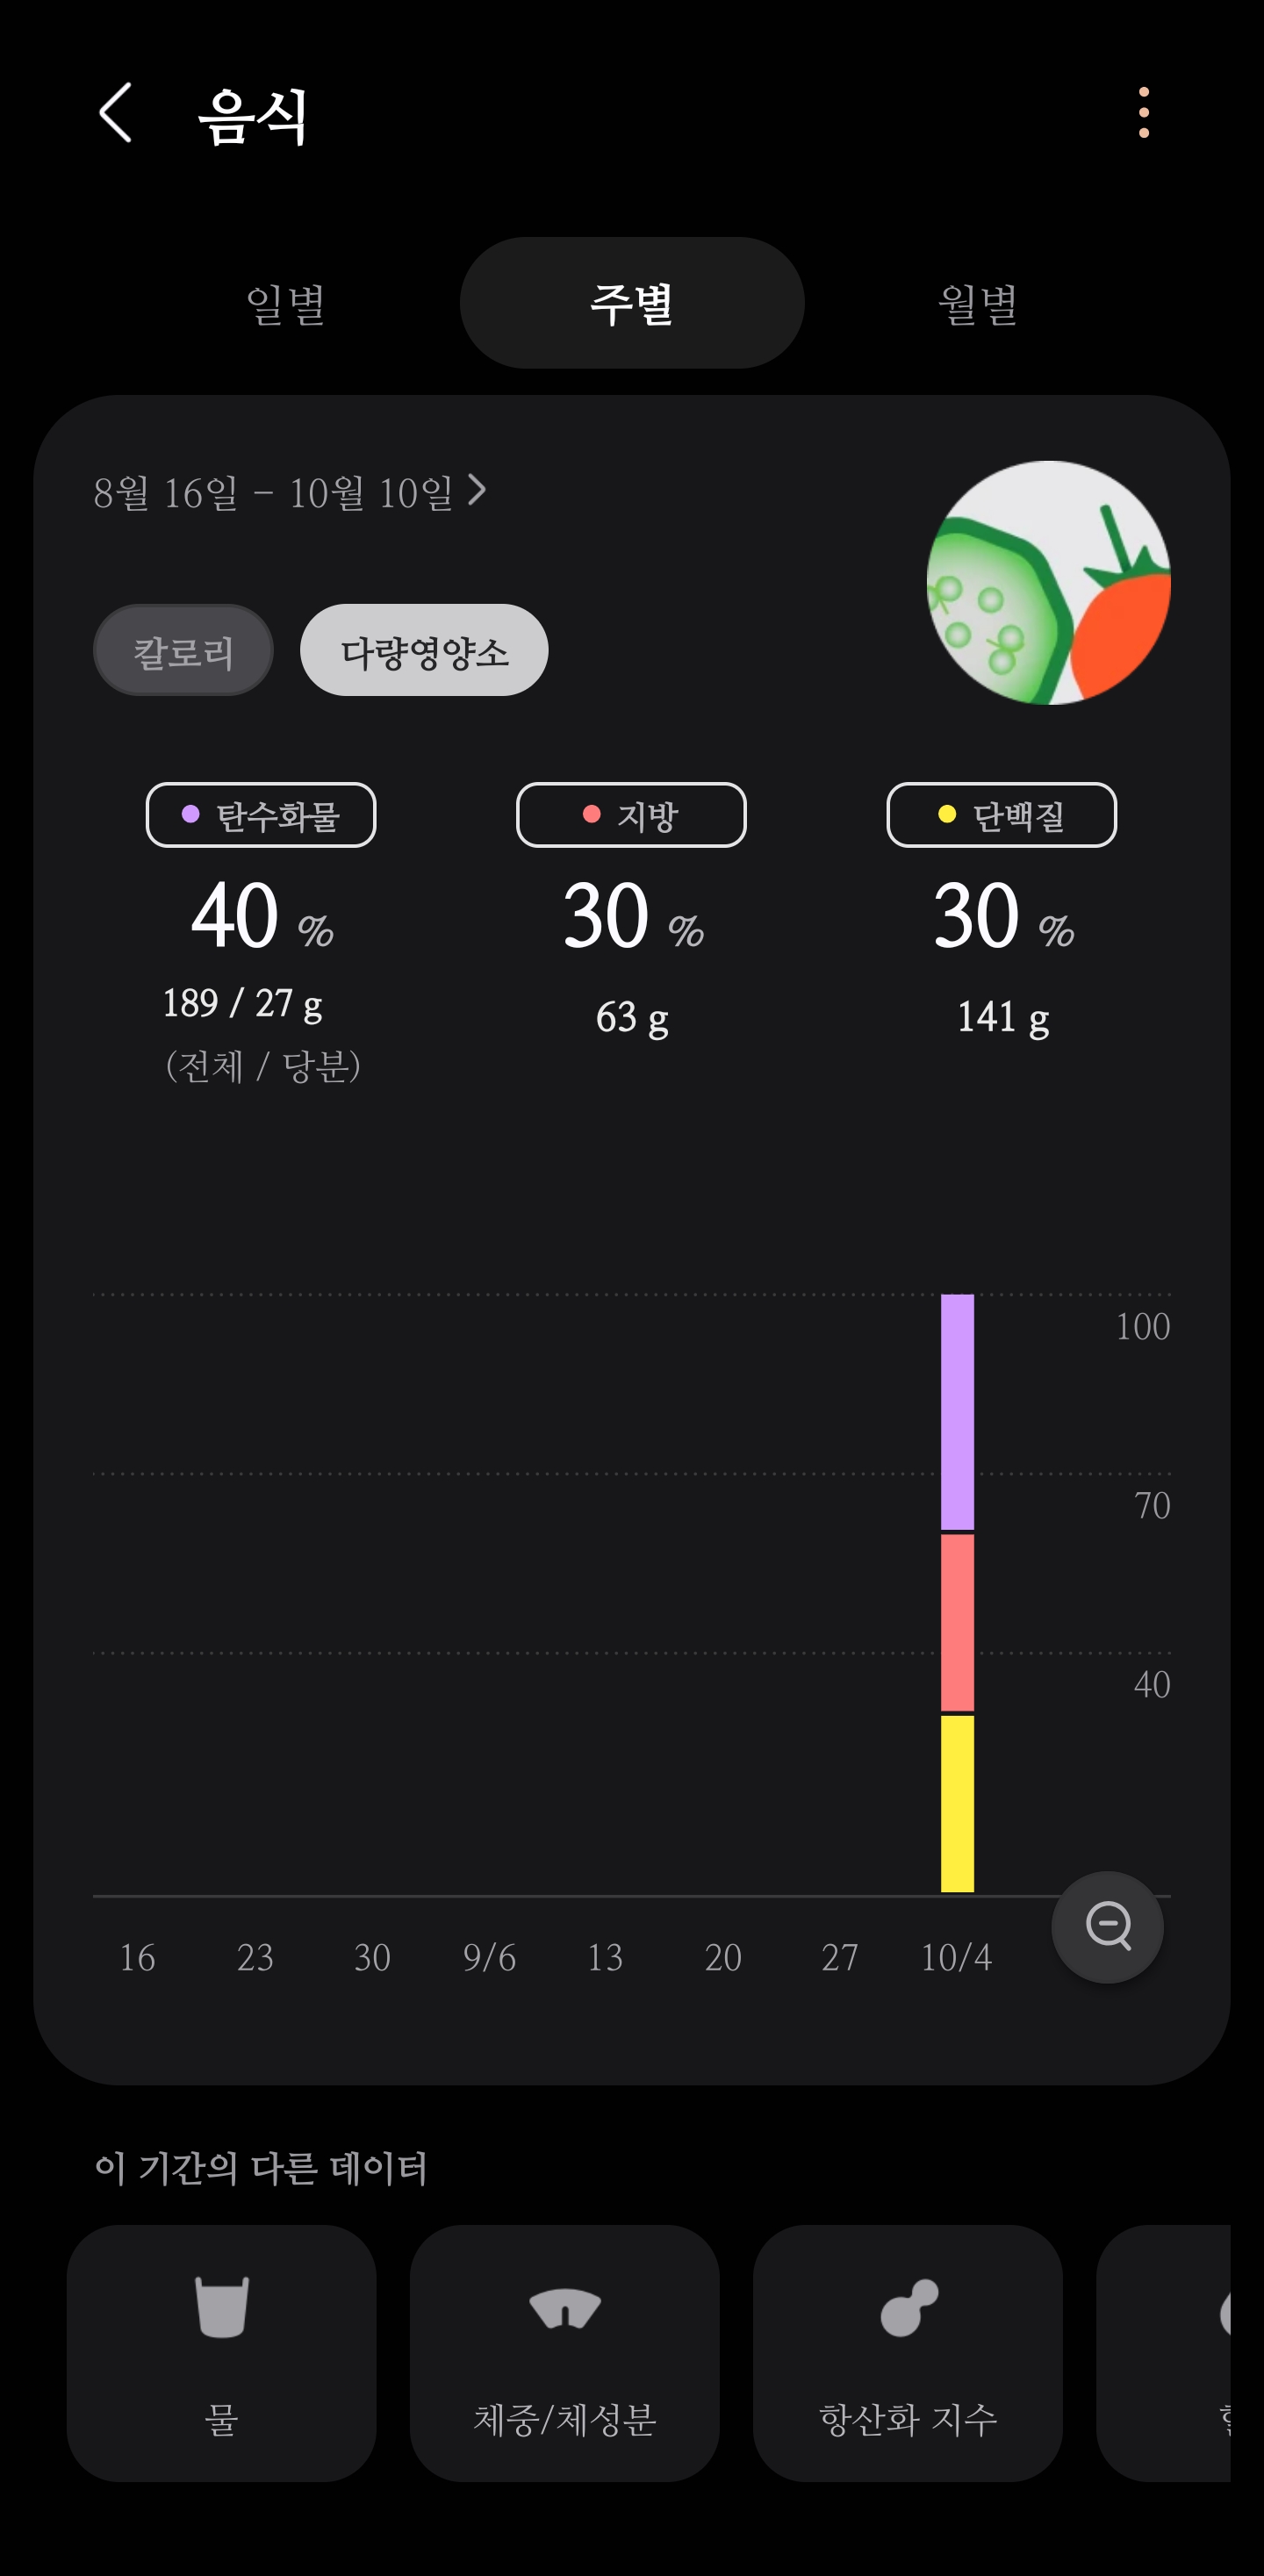 음식
일별 주별 월별
8월 16일 – 10월 10일
칼로리 다량영양소
탄수화물 지방 단백질
40 % 30 % 30 %
189 / 27 g 63 g 141 g
(전체 / 당분)
100
70
40
16 23 30 9/6 13 20 27 10/4
이 기간의 다른 데이터
물 체중/체성분 항산화 지수